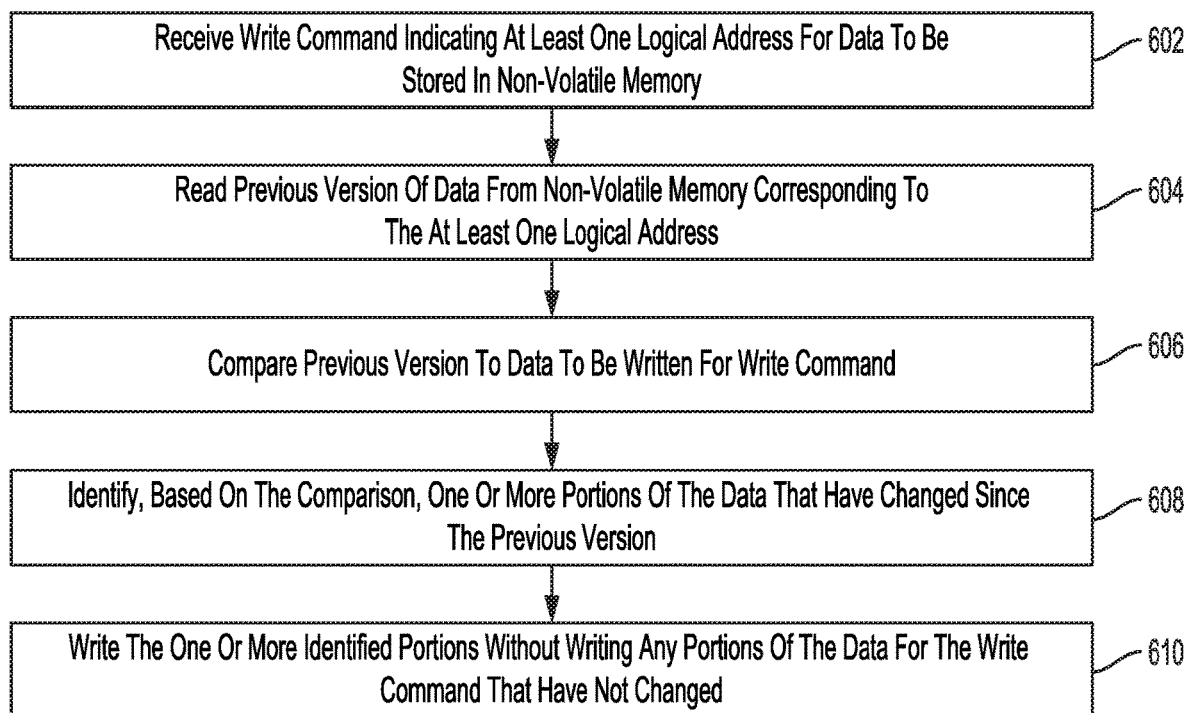 Receive Write Command Indicating At Least One Logical Address For Data To Be
Stored In Non-Volatile Memory
602
Read Previous Version Of Data From Non-Volatile Memory Corresponding To
The At Least One Logical Address
604
Compare Previous Version To Data To Be Written For Write Command
606
Identify, Based On The Comparison, One Or More Portions Of The Data That Have Changed Since
The Previous Version
608
Write The One Or More Identified Portions Without Writing Any Portions Of The Data For The Write
Command That Have Not Changed
610